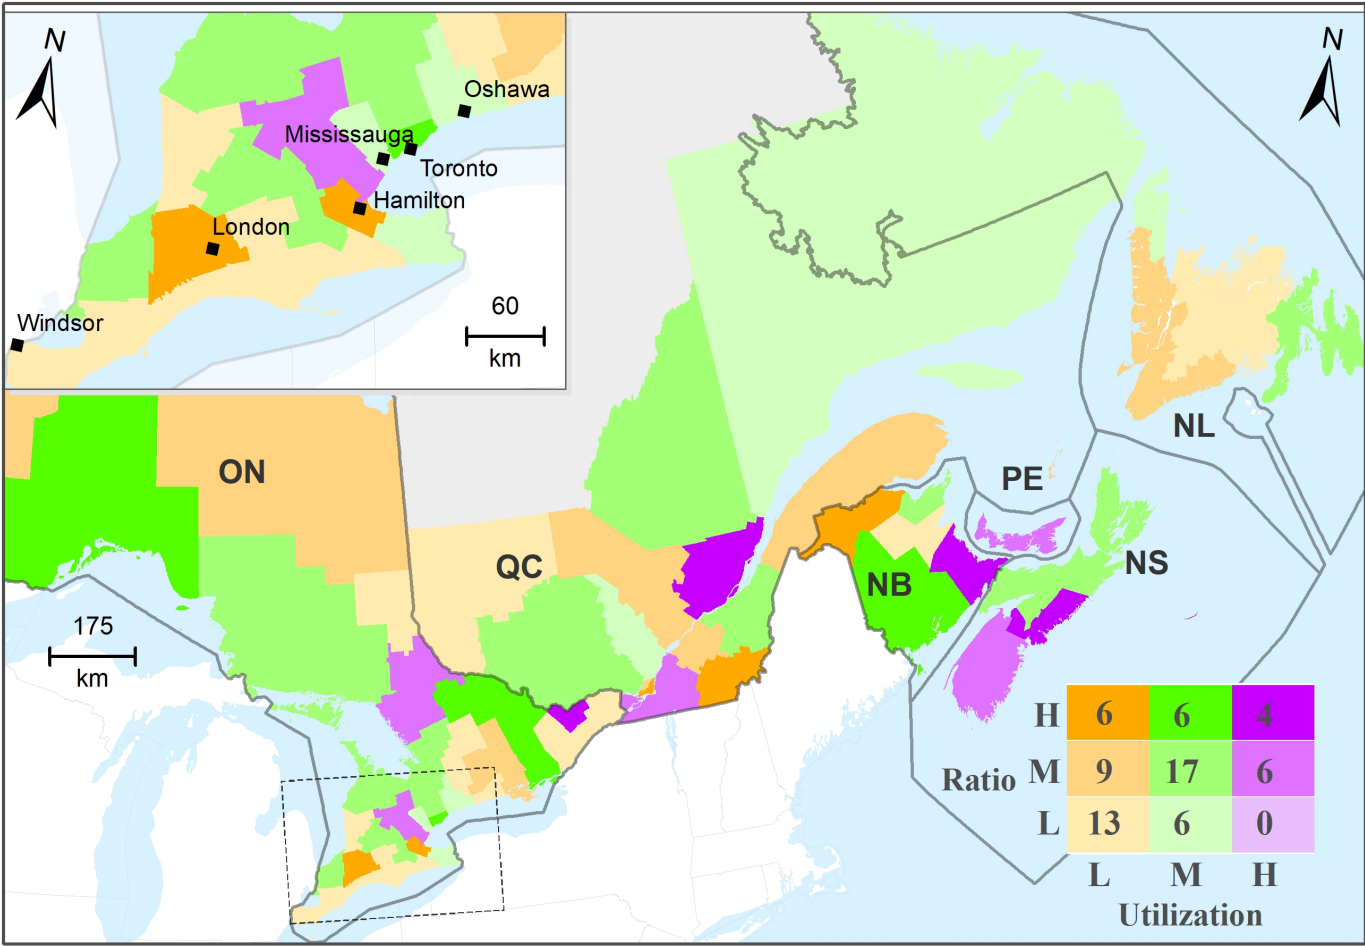 N
N
Oshawa
Mississauga
Toronto
Hamilton
London
60
km
Windsor
NL
ON
PE
QC
NS
NB
175
km
H 6 6 4
Ratio M 9 17 6
L 13 6 0
L M H
Utilization